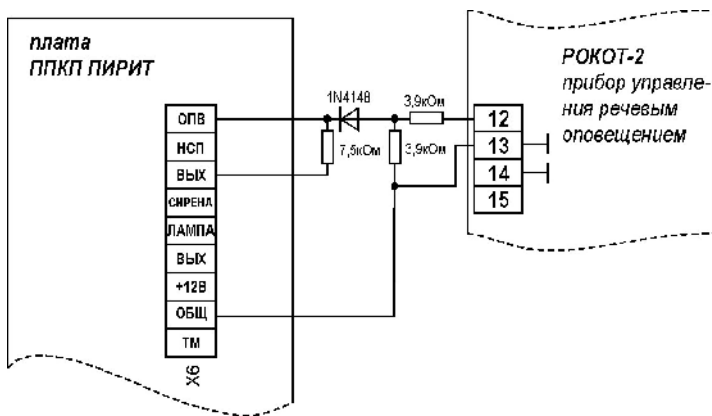 плата
ППКП ПИРИТ
РОКОТ-2
прибор управле-
ния речевым
оповещением
1N4148
3,9кОм
7,5кОм
3,9кОм
ОПВ
НСП
ВЫХ
СИРЕНА
ЛАМПА
ВЫХ
+12В
ОБЩ
ТМ
X6
12
13
14
15